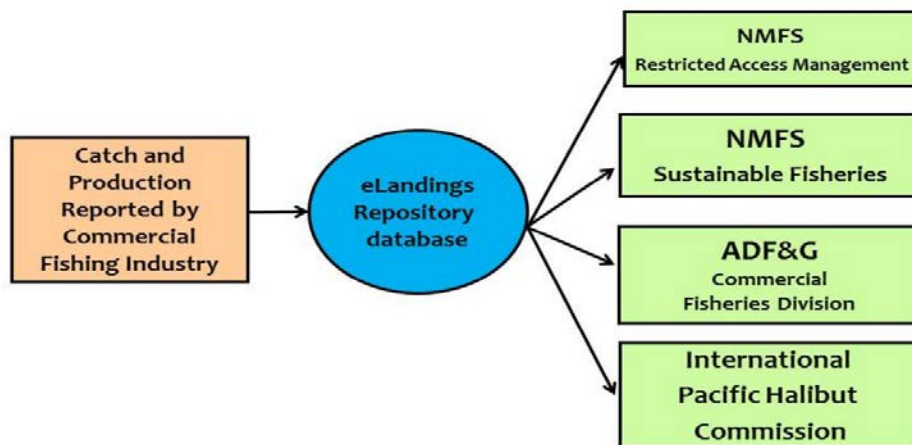 Catch and
Production
Reported by
Commercial
Fishing Industry
eLandings
Repository
database
NMFS
Restricted Access Management
NMFS
Sustainable Fisheries
ADF&G
Commercial
Fisheries Division
International
Pacific Halibut
Commission